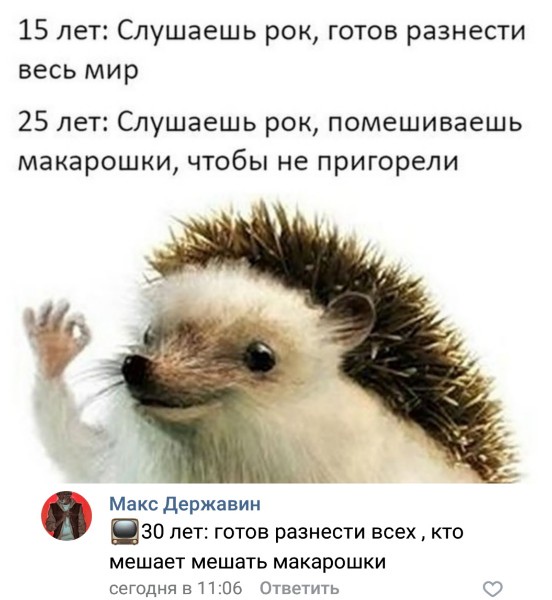 15 лет: Слушаешь рок, готов разнести
весь мир
25 лет: Слушаешь рок, помешиваешь
макарошки, чтобы не пригорели
Макс Державин
📺30 лет: готов разнести всех , кто
мешает мешать макарошки
сегодня в 11:06 Ответить